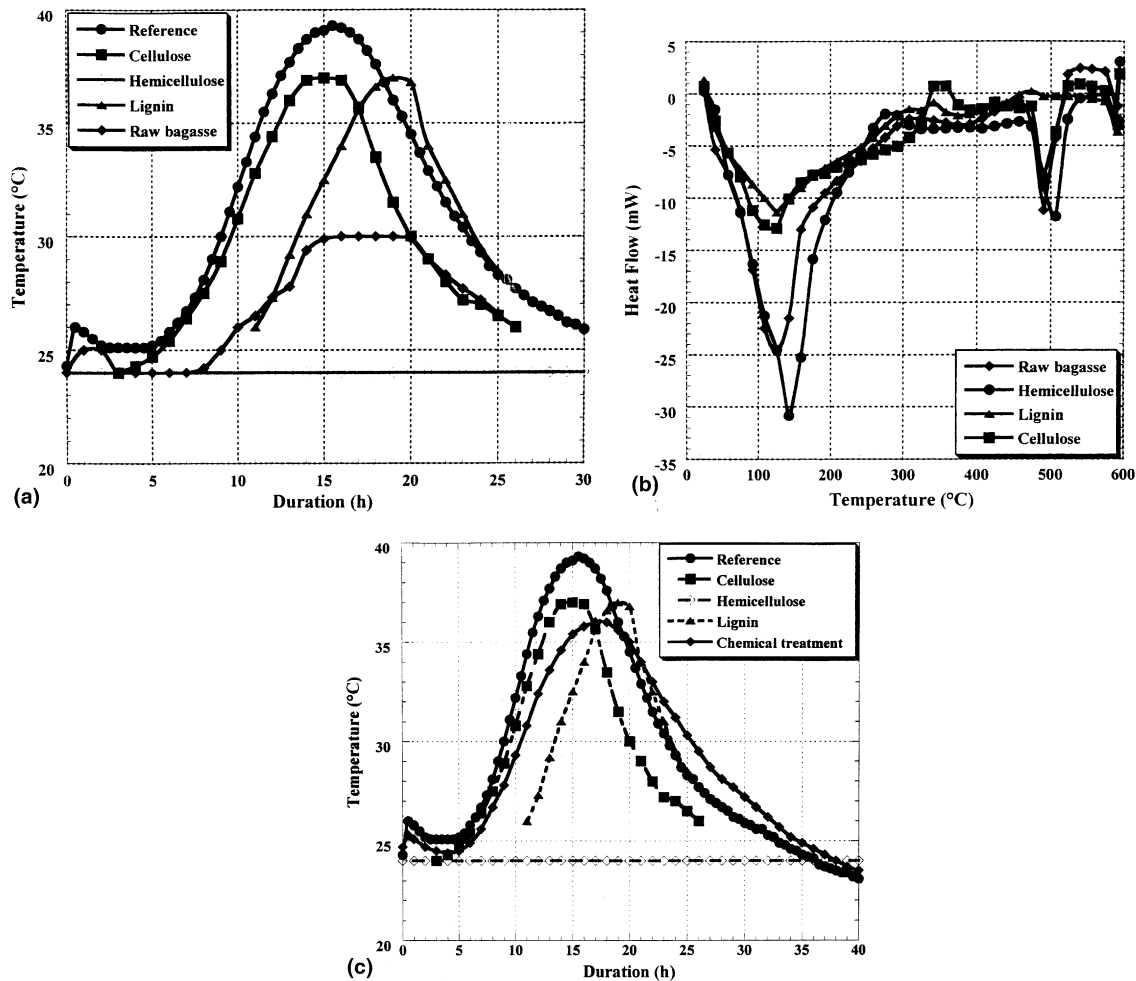 40
35
30
25
20
Temperature (°C)
Reference
Cellulose
Hemicellulose
Lignin
Raw bagasse
0 5 10 15 20 25 30
Duration (h)
(a)
5
0
-5
-10
-15
-20
-25
-30
-35
Heat Flow (mW)
Raw bagasse
Hemicellulose
Lignin
Cellulose
0 100 200 300 400 500 600
Temperature (°C)
(b)
40
35
30
25
20
Temperature (°C)
Reference
Cellulose
Hemicellulose
Lignin
Chemical treatment
0 5 10 15 20 25 30 35 40
Duration (h)
(c)